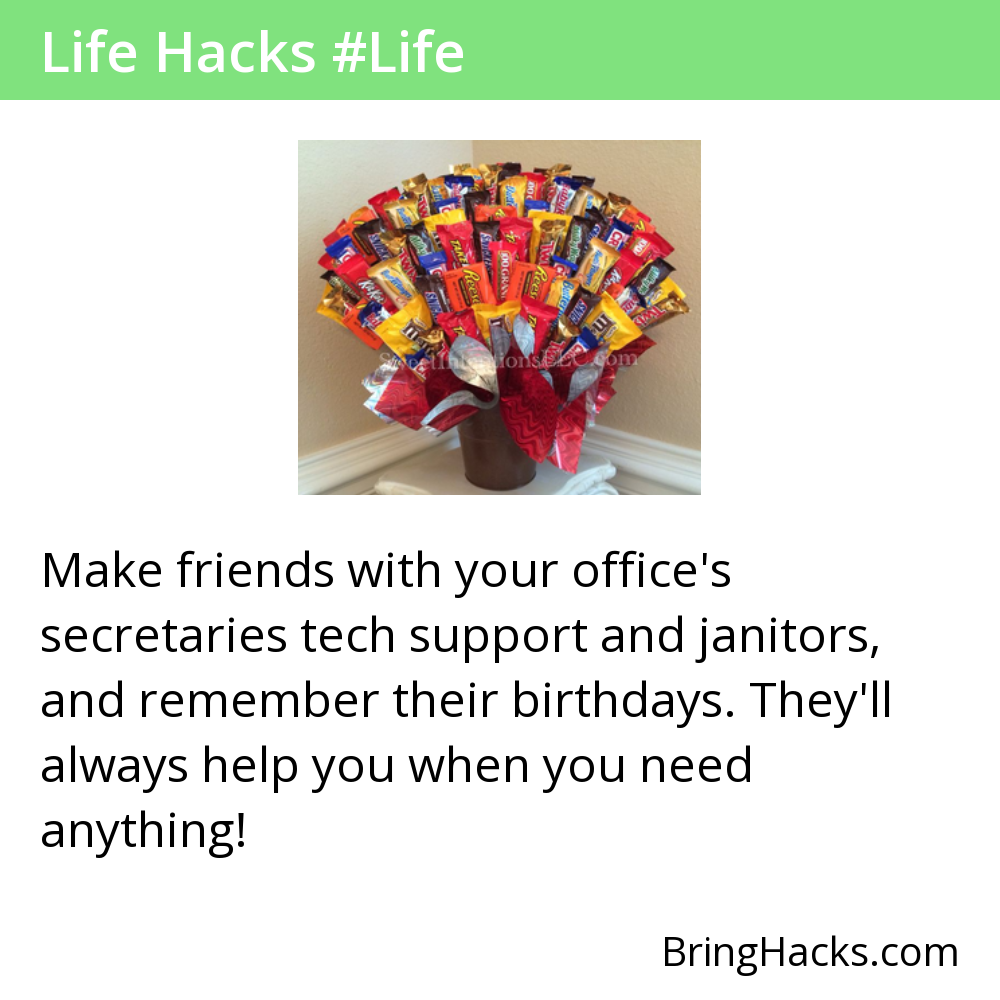 Life Hacks #Life
SweetIntentionsLLC.com
Make friends with your office's
secretaries tech support and janitors,
and remember their birthdays. They'll
always help you when you need
anything!
BringHacks.com